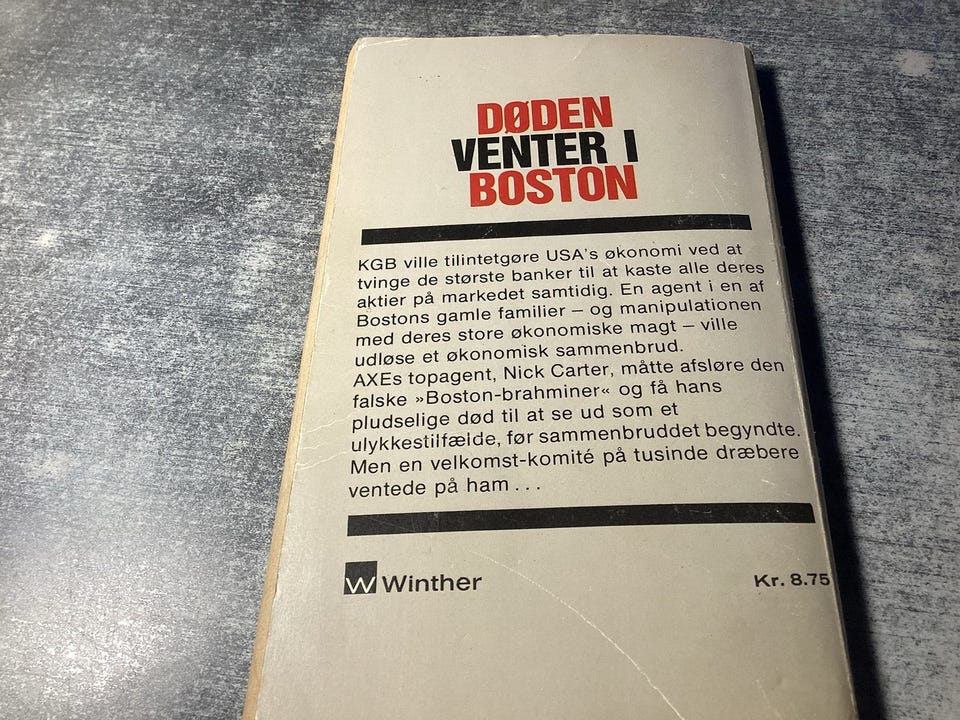 DØDEN
VENTER I
BOSTON
KGB ville tilintetgøre USA's økonomi ved at
tvinge de største banker til at kaste alle deres
aktier på markedet samtidig. En agent i en af
Bostons gamle familier – og manipulationen
med deres store økonomiske magt – ville
udløse et økonomisk sammenbrud.
AXEs topagent, Nick Carter, måtte afsløre den
falske »Boston-brahminer« og få hans
pludselige død til at se ud som et
ulykkestilfælde, før sammenbruddet begyndte.
Men en velkomst-komité på tusinde dræbere
ventede på ham . . .
W Winther
Kr. 8.75